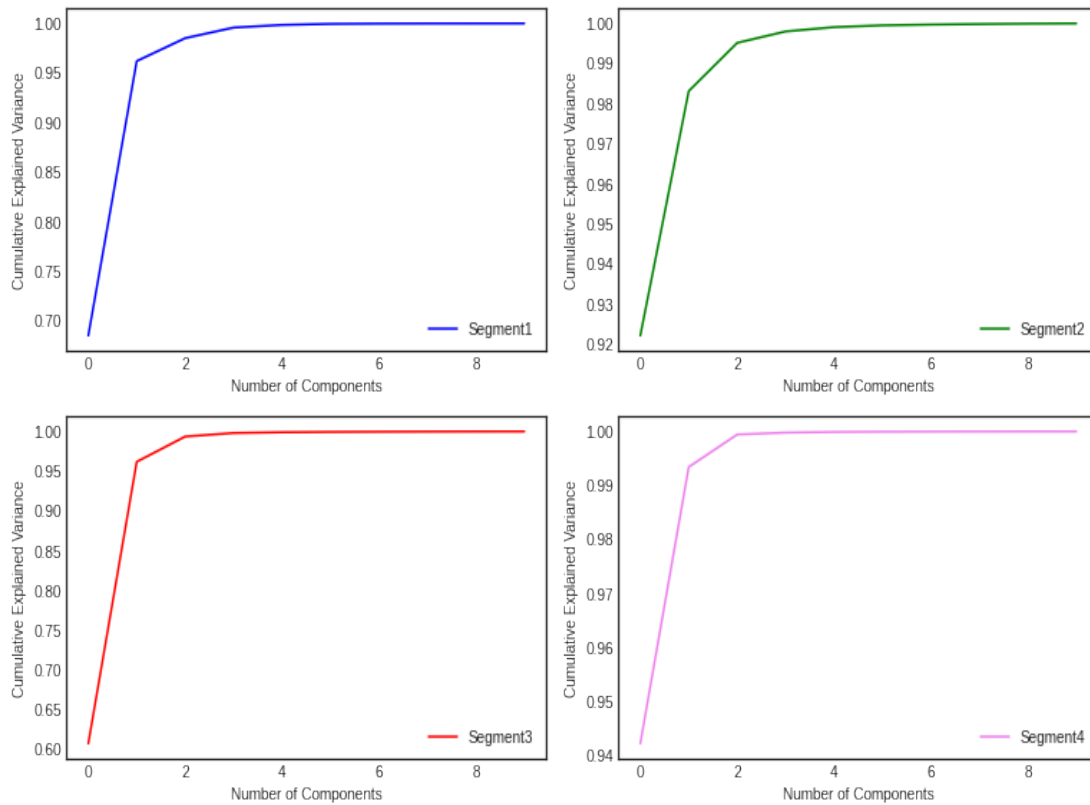 Cumulative Explained Variance
1.00
0.95
0.90
0.85
0.80
0.75
0.70
Segment1
0 2 4 6 8
Number of Components
Cumulative Explained Variance
1.00
0.99
0.98
0.97
0.96
0.95
0.94
0.93
0.92
Segment2
0 2 4 6 8
Number of Components
Cumulative Explained Variance
1.00
0.95
0.90
0.85
0.80
0.75
0.70
0.65
0.60
Segment3
0 2 4 6 8
Number of Components
Cumulative Explained Variance
1.00
0.99
0.98
0.97
0.96
0.95
0.94
Segment4
0 2 4 6 8
Number of Components